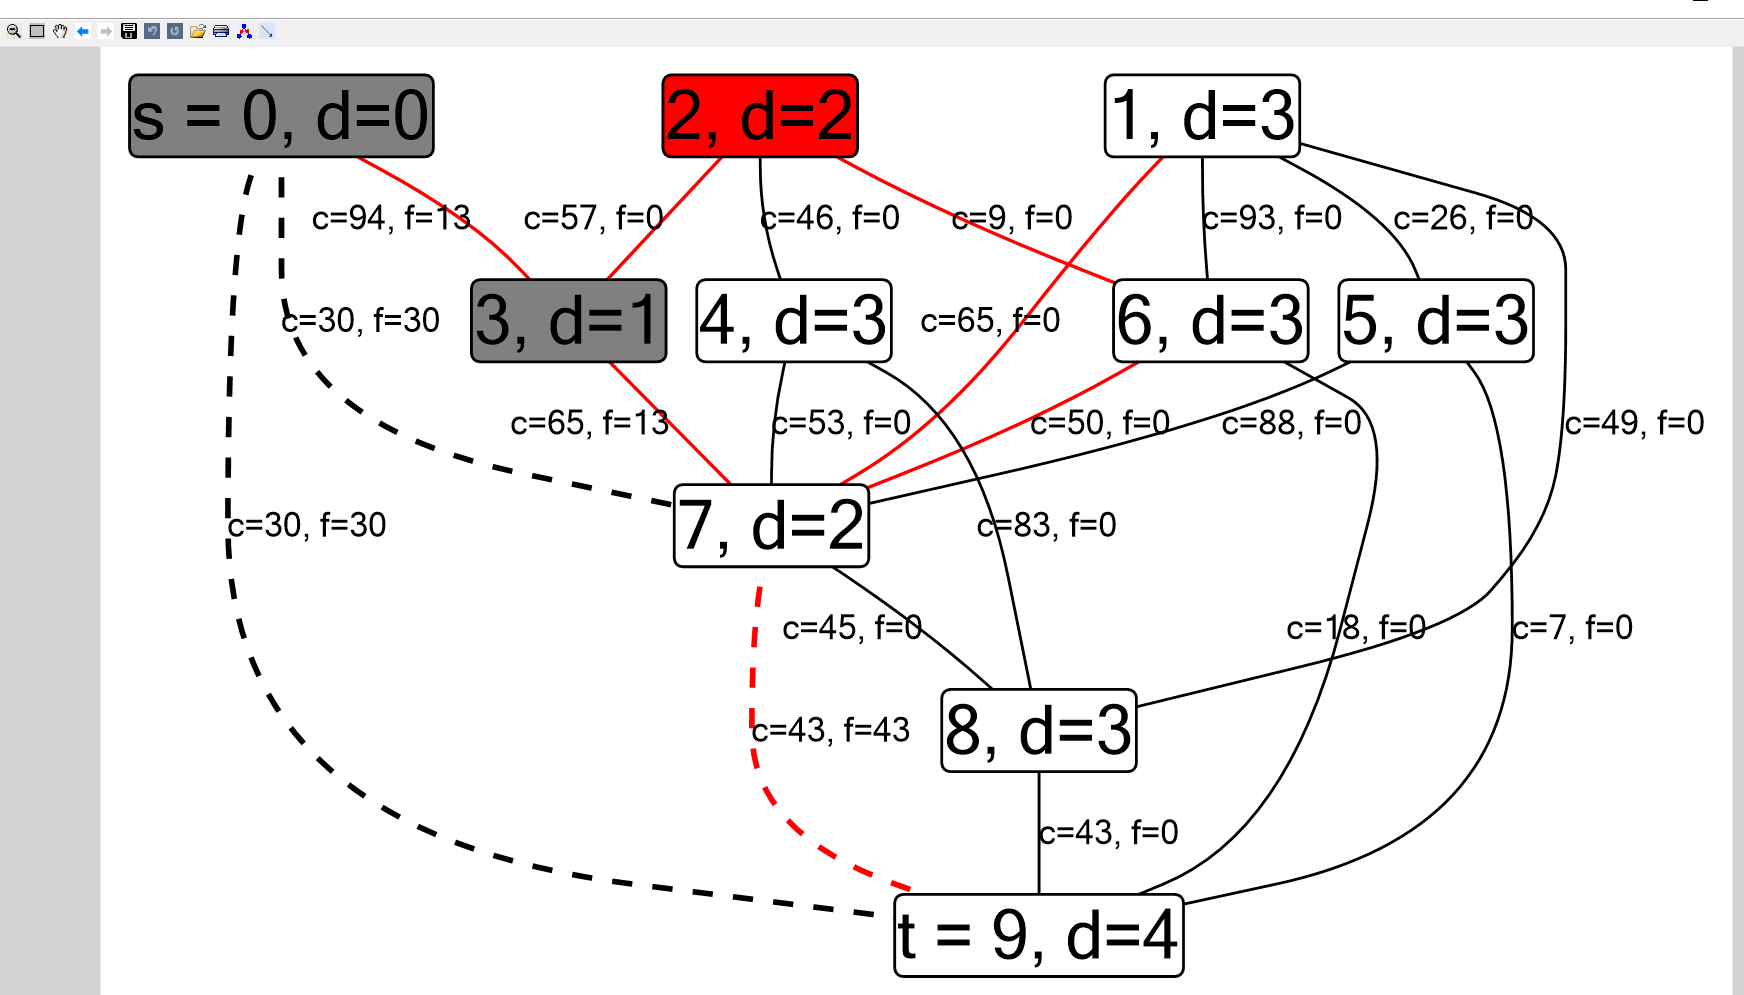 s = 0, d=0
2, d=2
1, d=3
c=94, f=13
c=57, f=0
c=46, f=0
c=9, f=0
c=93, f=0
c=26, f=0
c=30, f=30
3, d=1
4, d=3
c=65, f=0
6, d=3
5, d=3
c=65, f=13
c=53, f=0
c=50, f=0
c=88, f=0
c=49, f=0
c=30, f=30
7, d=2
c=83, f=0
c=45, f=0
c=18, f=0
c=7, f=0
c=43, f=43
8, d=3
c=43, f=0
t = 9, d=4